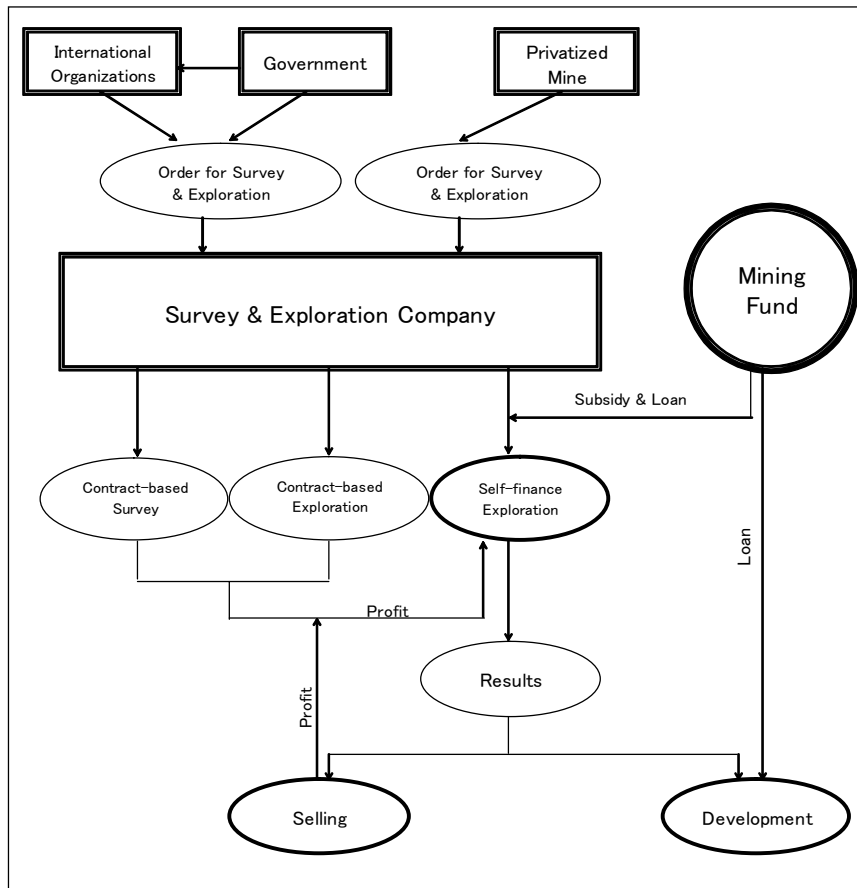 International
Organizations
Government
Privatized
Mine
Order for Survey
& Exploration
Order for Survey
& Exploration
Mining
Fund
Survey & Exploration Company
Subsidy & Loan
Contract-based
Survey
Contract-based
Exploration
Self-finance
Exploration
Loan
Profit
Results
Profit
Selling
Development